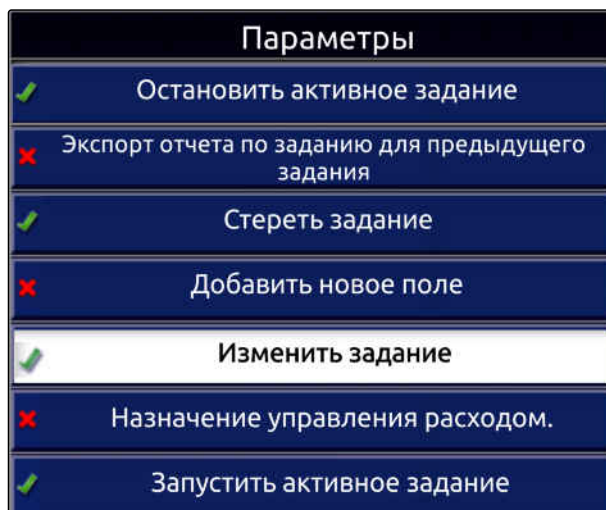 Параметры
Остановить активное задание
Экспорт отчета по заданию для предыдущего
задания
Стереть задание
Добавить новое поле
Изменить задание
Назначение управления расходом.
Запустить активное задание